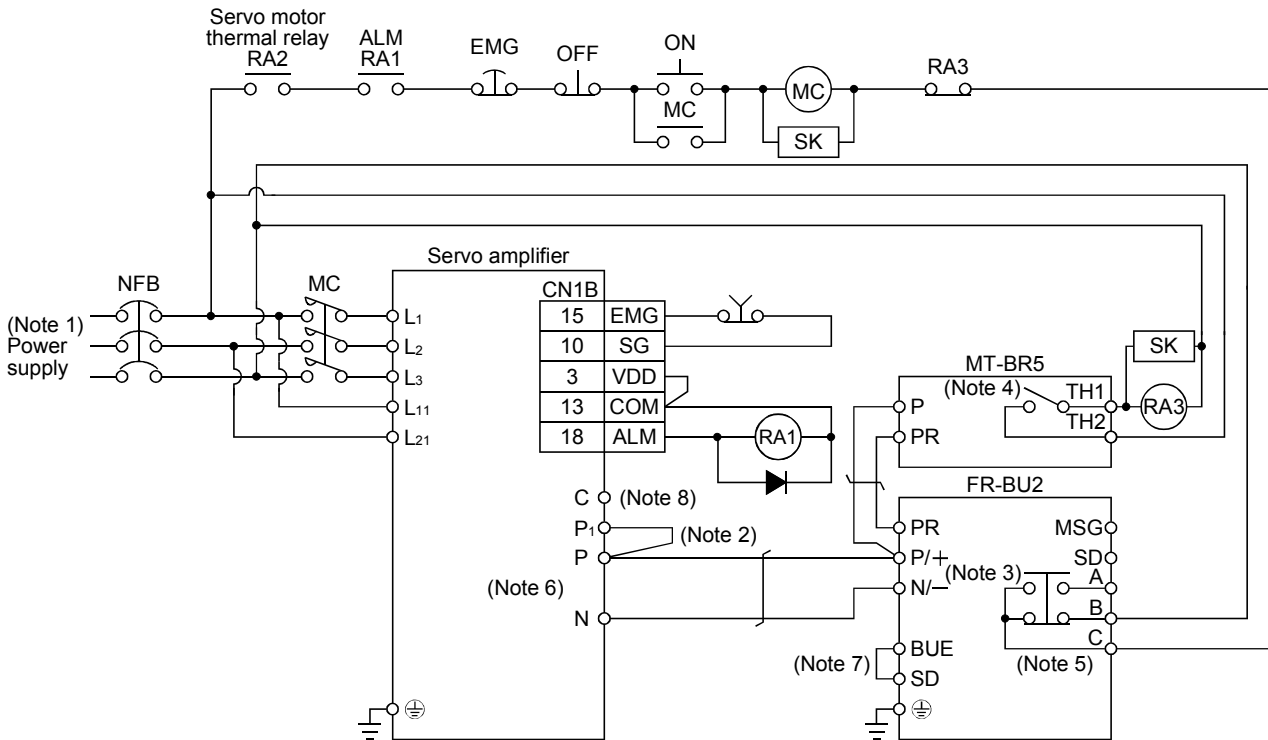 Servo motor
thermal relay
RA2
ALM
RA1
EMG
OFF
ON
MC
MC
SK
RA3
Servo amplifier
NFB
MC
(Note 1)
Power
supply
L1
L2
L3
L11
L21
CN1B
15 EMG
10 SG
3 VDD
13 COM
18 ALM
RA1
C (Note 8)
P1
(Note 2)
P
(Note 6)
N
MT-BR5
(Note 4)
TH1
TH2
P
PR
SK
RA3
FR-BU2
PR
P/+
N/−
(Note 3)
MSG
SD
A
B
C
(Note 5)
(Note 7)
BUE
SD